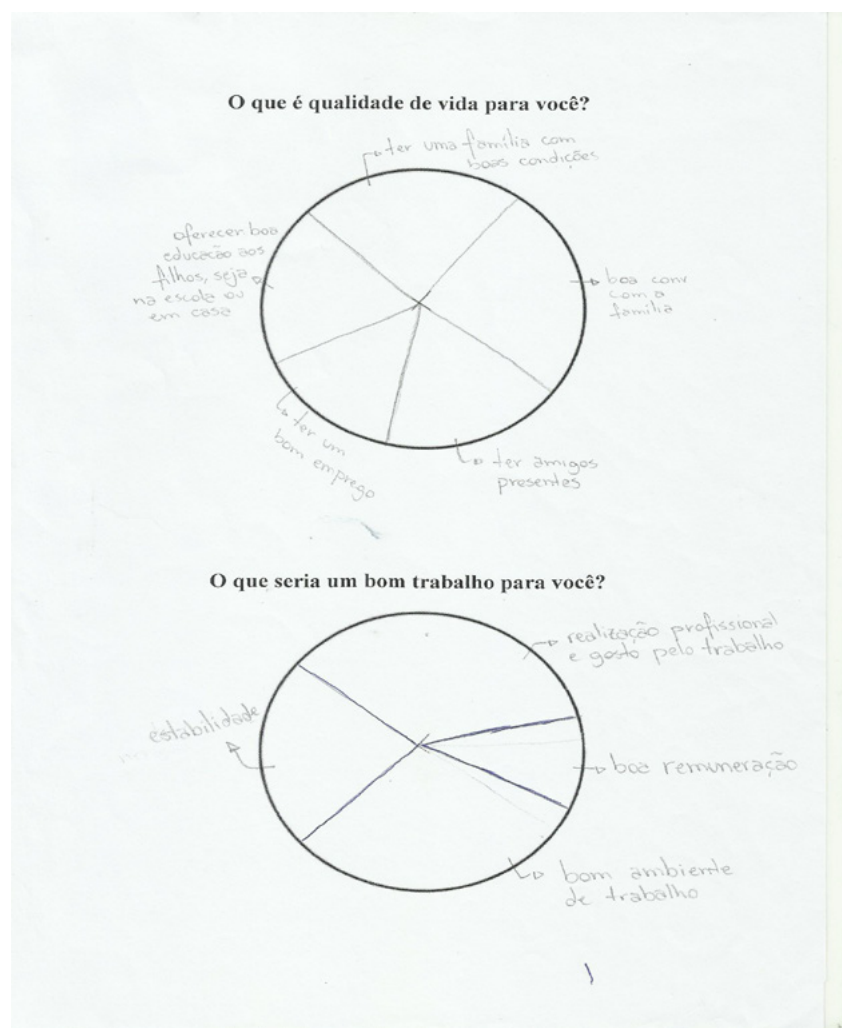 O que é qualidade de vida para você?
ter uma família com
boas condições
oferecer boa
educação aos
filhos, seja
na escola ou
em casa
boa conv
com a
família
ter um
bom emprego
ter amigos
presentes
O que seria um bom trabalho para você?
realização profissional
e gosto pelo trabalho
estabilidade
boa remuneração
bom ambiente
de trabalho